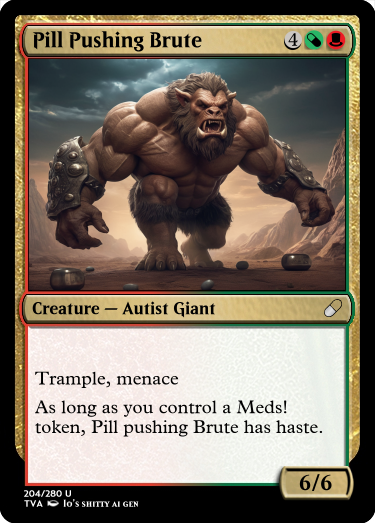 Pill Pushing Brute 4
Creature — Autist Giant
Trample, menace
As long as you control a Meds!
token, Pill pushing Brute has haste.
6/6
204/280 U
TVA Io's shitty ai gen